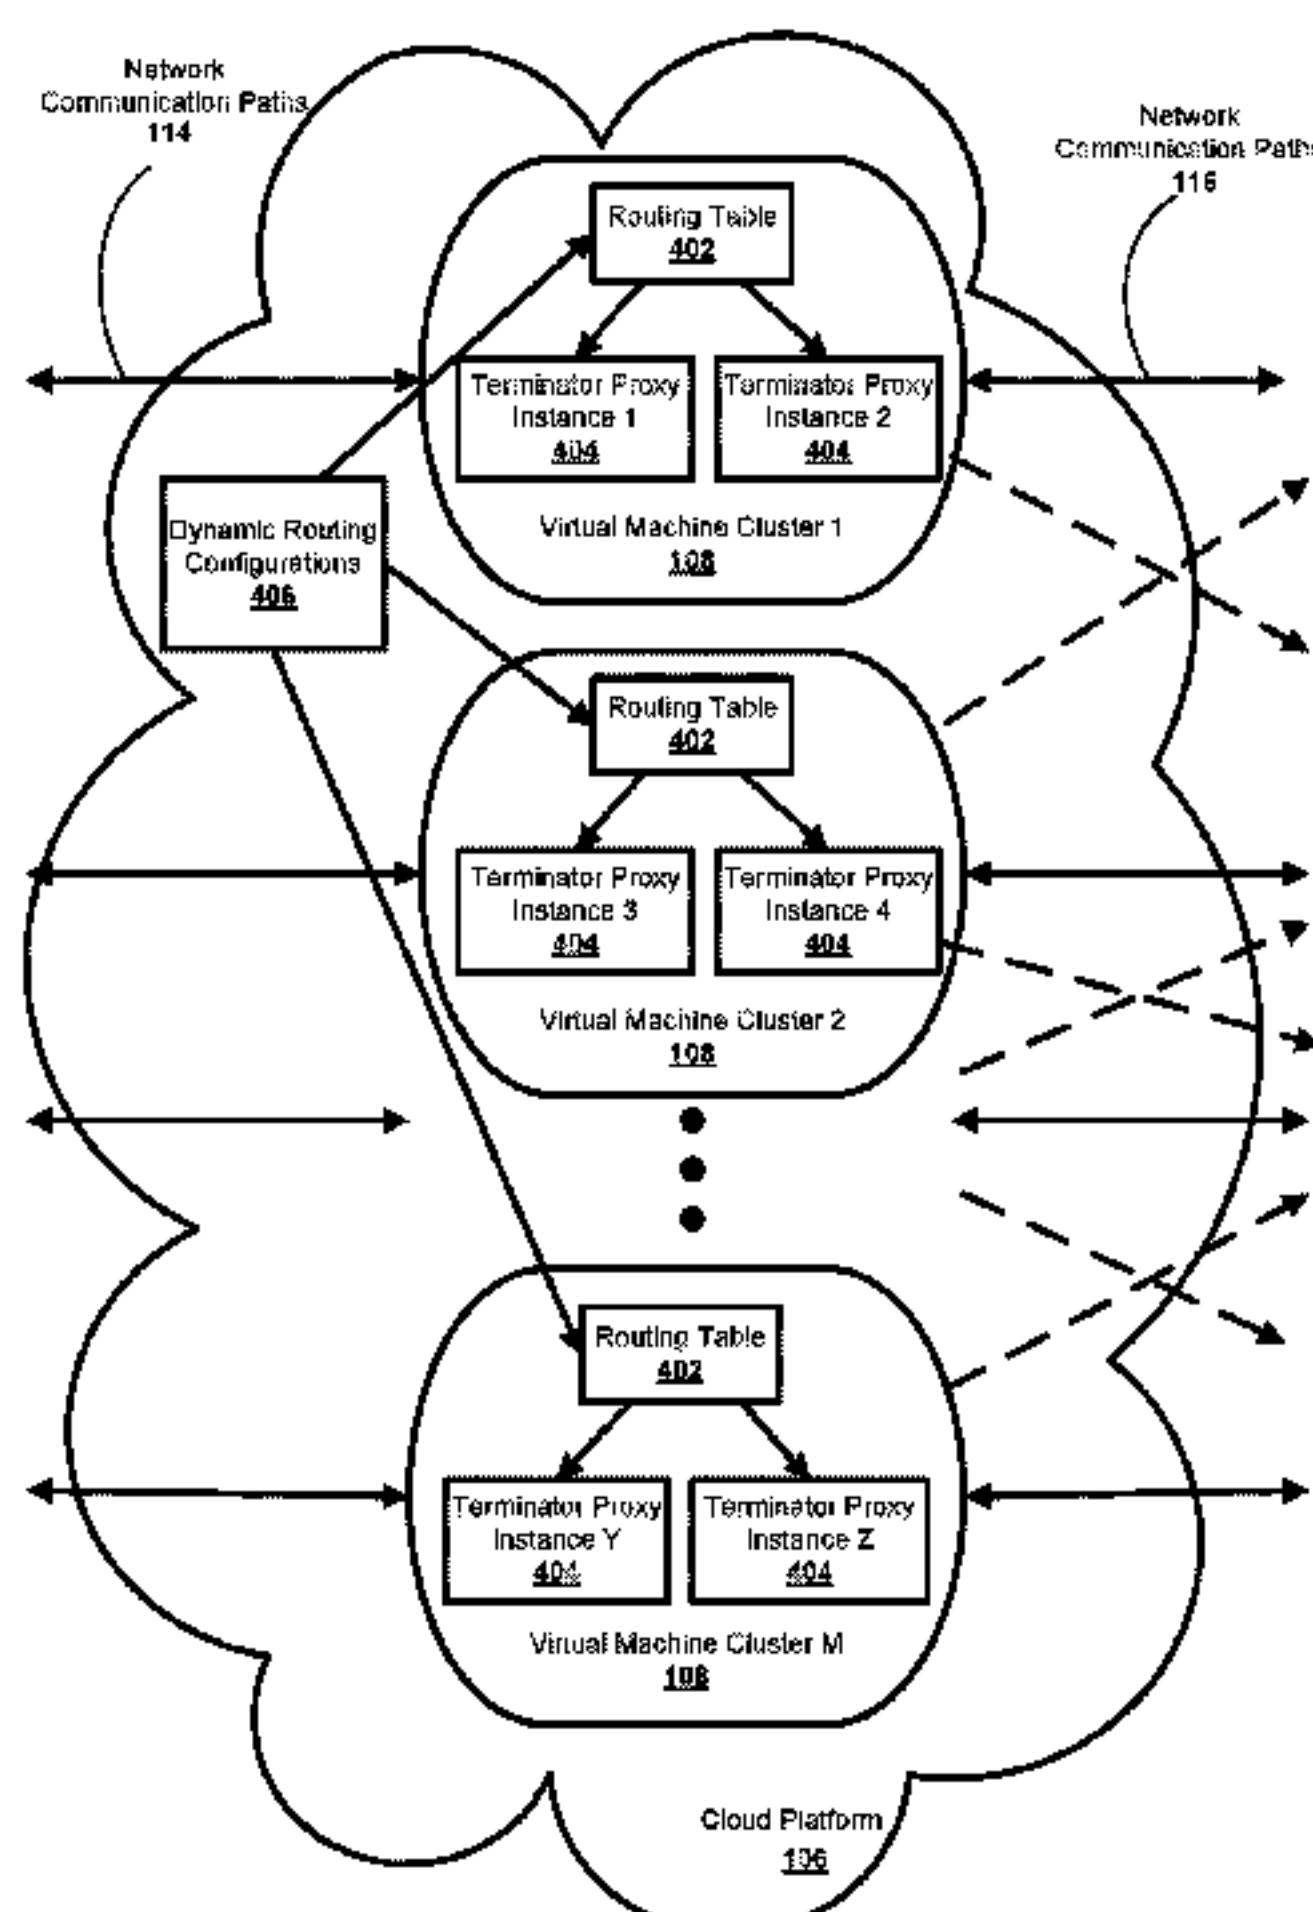 Network
Communication Paths
114
Network
Communication Paths
116
Routing Table
402
Terminator Proxy
Instance 1
404
Terminator Proxy
Instance 2
404
Virtual Machine Cluster 1
108
Dynamic Routing
Configurations
406
Routing Table
402
Terminator Proxy
Instance 3
404
Terminator Proxy
Instance 4
404
Virtual Machine Cluster 2
108
Routing Table
402
Terminator Proxy
Instance Y
404
Terminator Proxy
Instance Z
404
Virtual Machine Cluster M
108
Cloud Platform
106